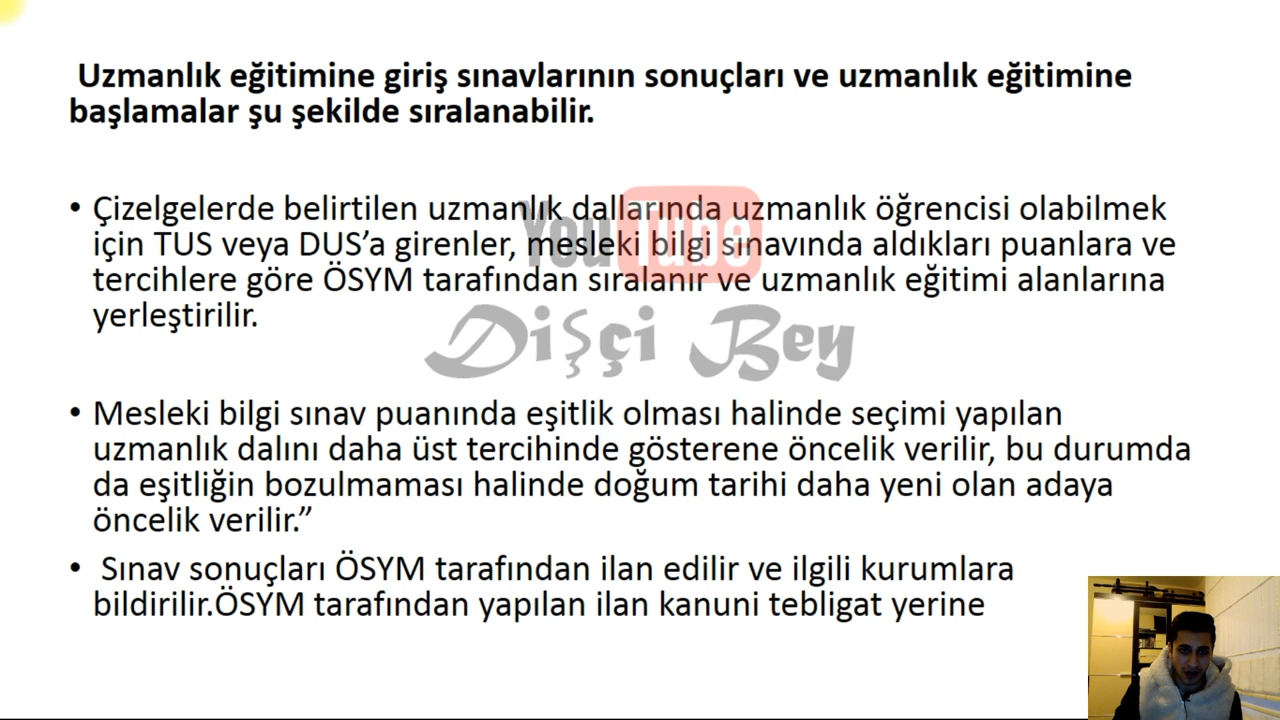 Uzmanlık eğitimine giriş sınavlarının sonuçları ve uzmanlık eğitimine
başlamalar şu şekilde sıralanabilir.
• Çizelgelerde belirtilen uzmanlık dallarında uzmanlık öğrencisi olabilmek
için TUS veya DUS’a girenler, mesleki bilgi sınavında aldıkları puanlara ve
tercihlere göre ÖSYM tarafından sıralanır ve uzmanlık eğitimi alanlarına
yerleştirilir.
YouTube
Dişçi Bey
• Mesleki bilgi sınav puanında eşitlik olması halinde seçimi yapılan
uzmanlık dalını daha üst tercihinde gösterene öncelik verilir, bu durumda
da eşitliğin bozulmaması halinde doğum tarihi daha yeni olan adaya
öncelik verilir.”
• Sınav sonuçları ÖSYM tarafından ilan edilir ve ilgili kurumlara
bildirilir.ÖSYM tarafından yapılan ilan kanuni tebligat yerine